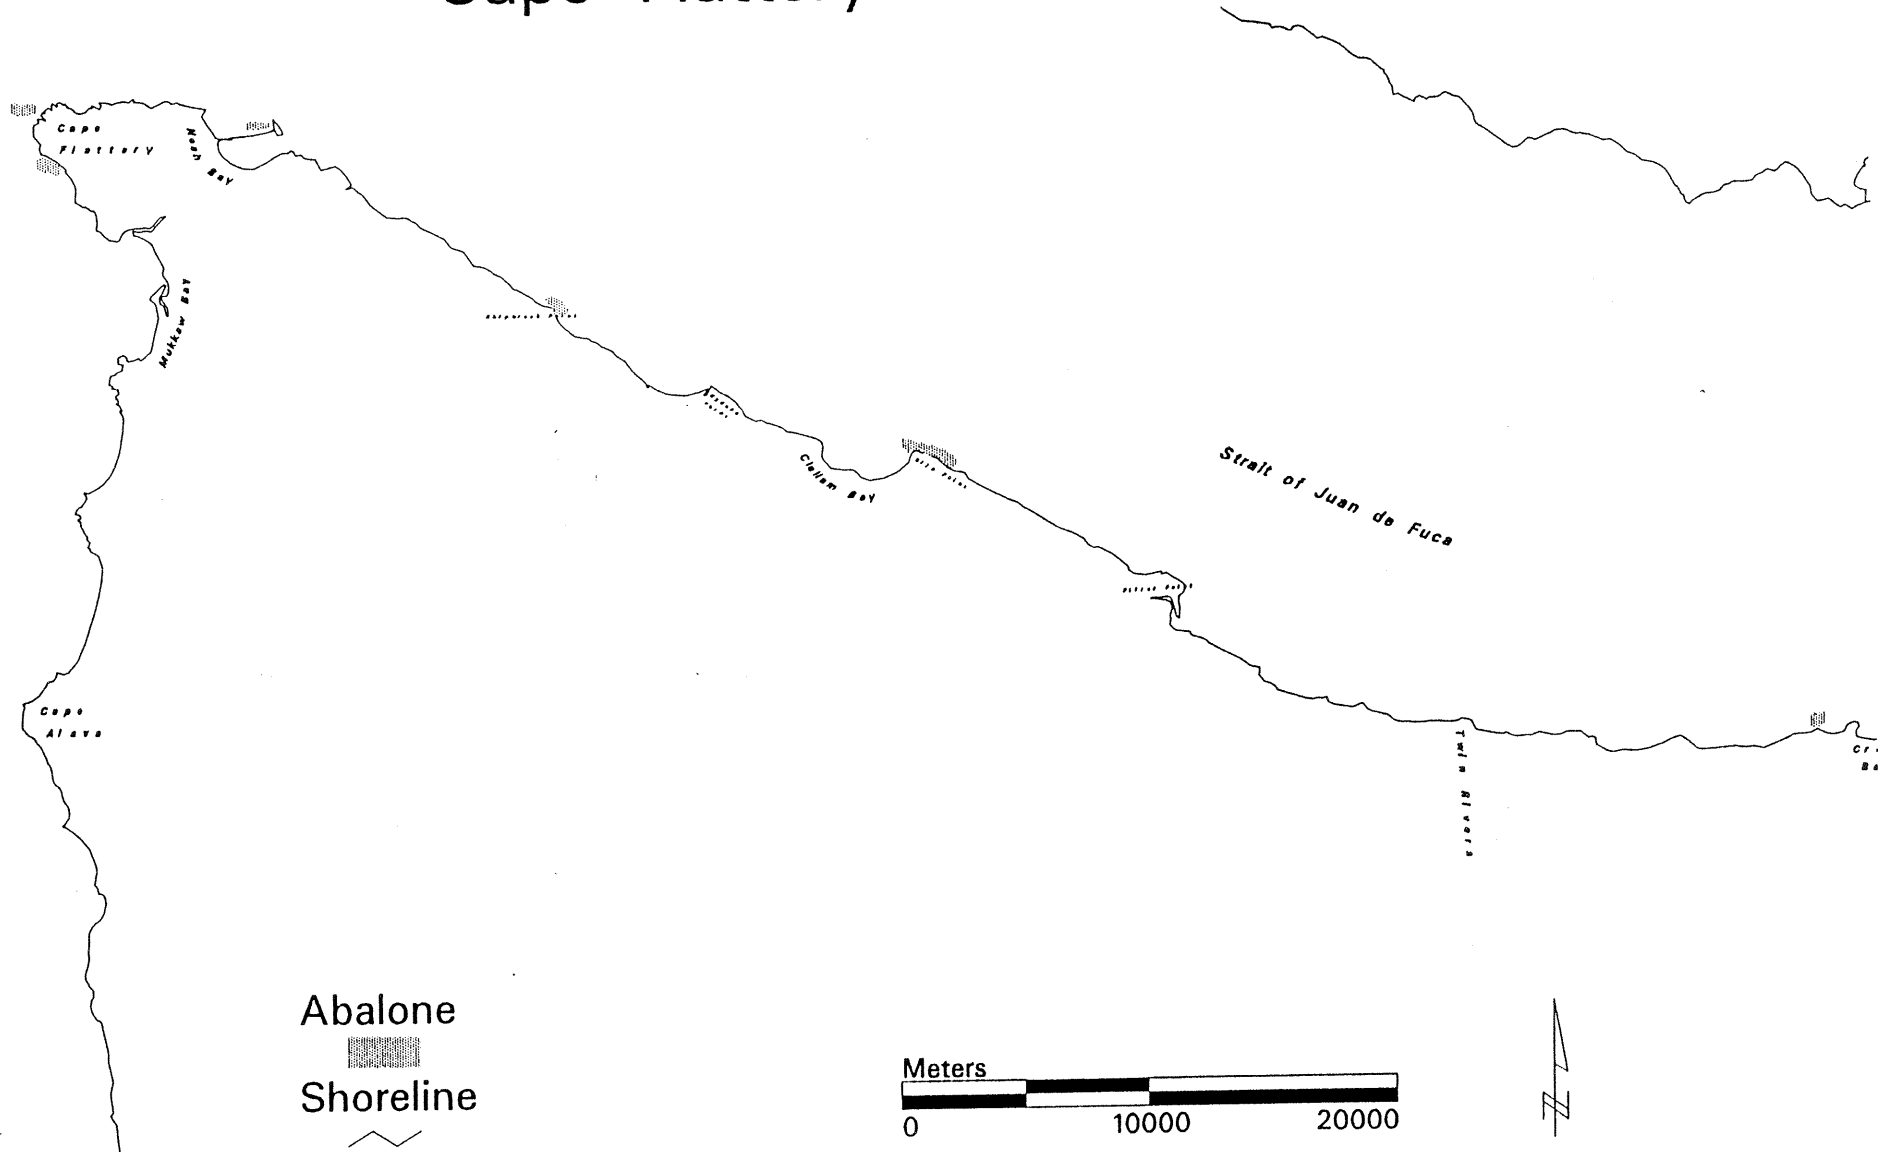 Cape Flattery
Cape
Flattery
Neah Bay
Mukkaw Bay
Clallam Bay
Strait of Juan de Fuca
Cape
Alava
Twin Rivers
Abalone
Shoreline
Meters
0 10000 20000
N